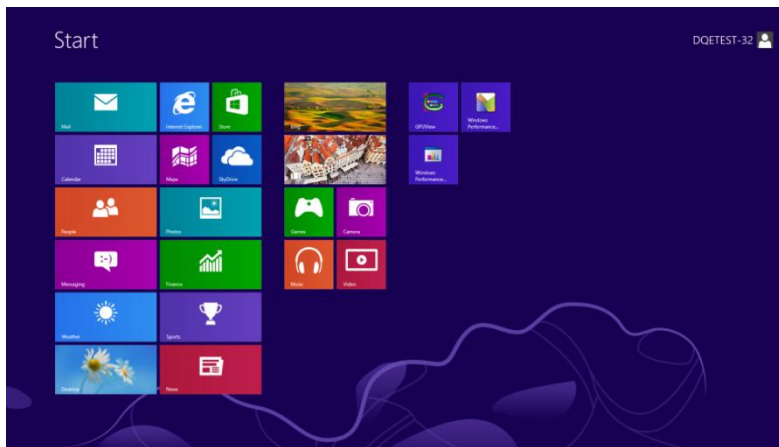 Start
DQETEST-32
Mail
Internet Explorer
Store
Bing
GPUView
Windows
Performance...
Calendar
Maps
SkyDrive
Windows
Performance...
People
Photos
Games
Camera
Messaging
Finance
Music
Video
Weather
Sports
Desktop
News